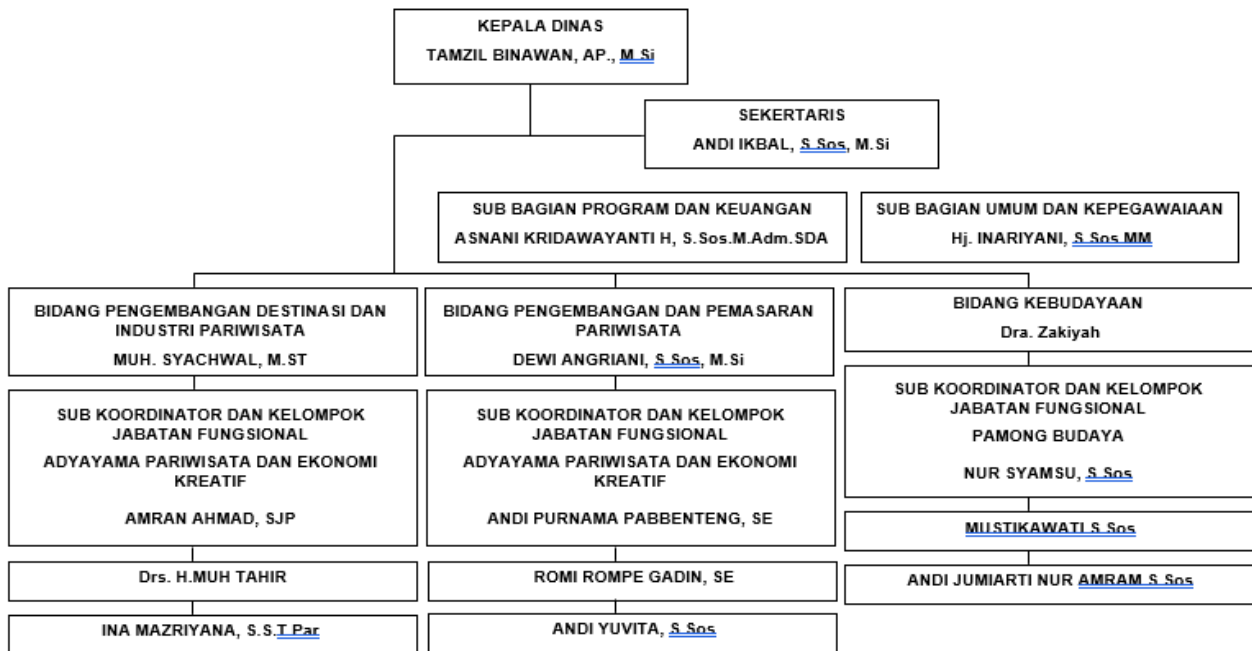 KEPALA DINAS
TAMZIL BINAWAN, AP., M.Si
SEKERTARIS
ANDI IKBAL, S.Sos, M.Si
SUB BAGIAN PROGRAM DAN KEUANGAN
ASNANI KRIDAWAYANTI H, S.Sos.M.Adm.SDA
SUB BAGIAN UMUM DAN KEPEGAWAIAAN
Hj. INARIYANI, S.Sos.MM
BIDANG PENGEMBANGAN DESTINASI DAN
INDUSTRI PARIWISATA
MUH. SYACHWAL, M.ST
BIDANG PENGEMBANGAN DAN PEMASARAN
PARIWISATA
DEWI ANGRIANI, S.Sos, M.Si
BIDANG KEBUDAYAAN
Dra. Zakiyah
SUB KOORDINATOR DAN KELOMPOK
JABATAN FUNGSIONAL
ADYAYAMA PARIWISATA DAN EKONOMI
KREATIF
AMRAN AHMAD, SJP
SUB KOORDINATOR DAN KELOMPOK
JABATAN FUNGSIONAL
ADYAYAMA PARIWISATA DAN EKONOMI
KREATIF
ANDI PURNAMA PABBENTENG, SE
SUB KOORDINATOR DAN KELOMPOK
JABATAN FUNGSIONAL
PAMONG BUDAYA
NUR SYAMSU, S.Sos
Drs. H.MUH TAHIR
ROMI ROMPE GADIN, SE
MUSTIKAWATI S.Sos
INA MAZRIYANA, S.S.T Par
ANDI YUVITA, S.Sos
ANDI JUMIARTI NUR AMRAM S.Sos